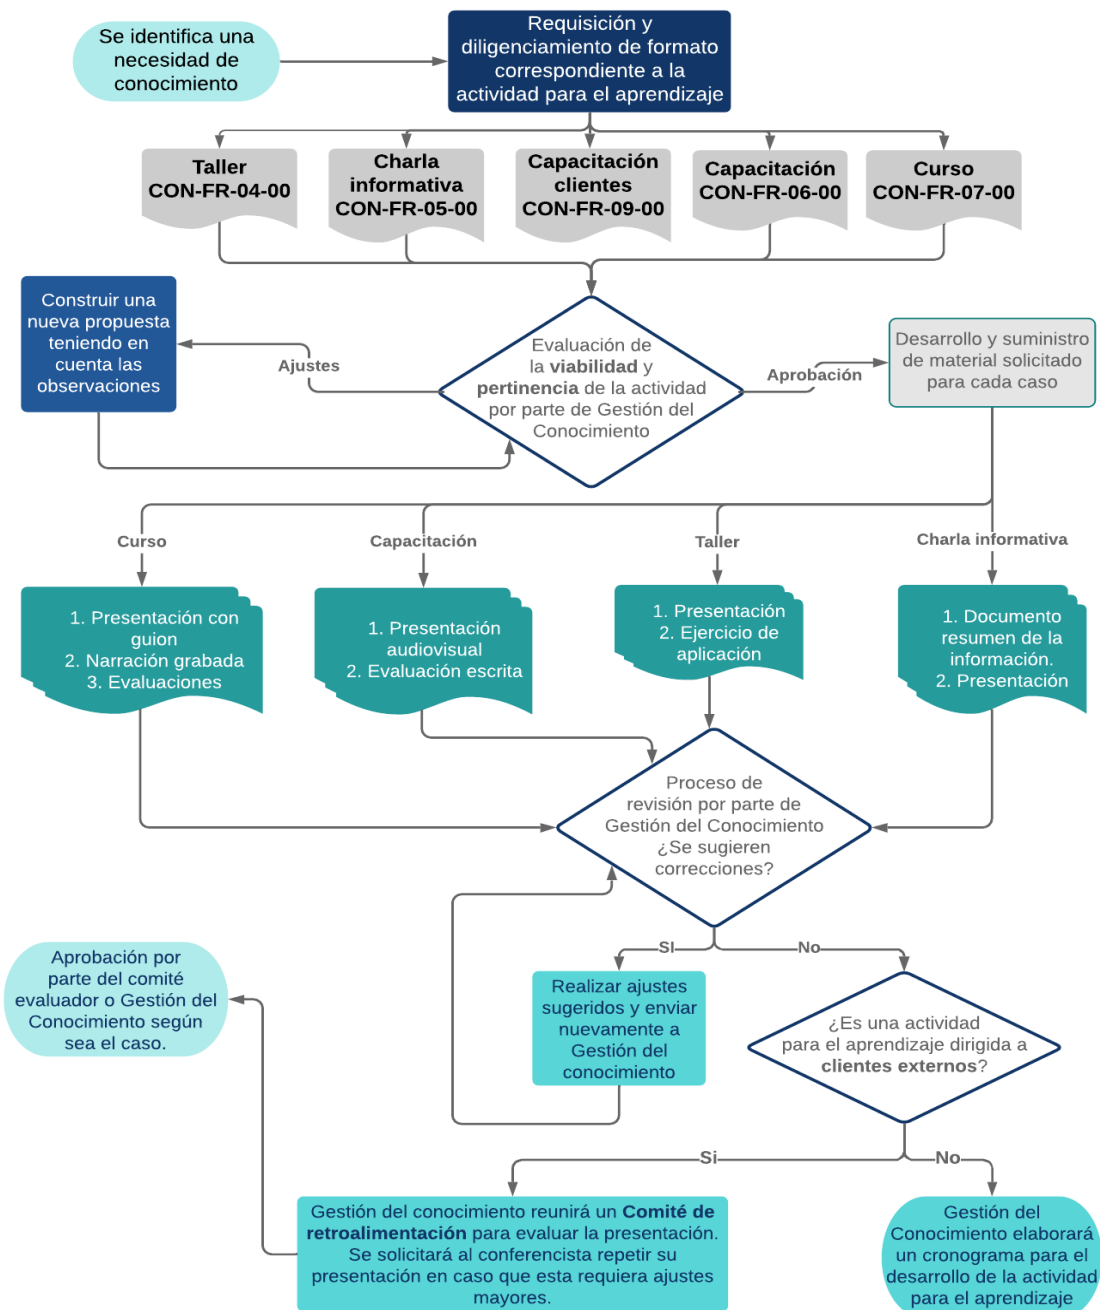 Se identifica una
necesidad de
conocimiento
Requisición y
diligenciamiento de formato
correspondiente a la
actividad para el aprendizaje
Taller
CON-FR-04-00
Charla
informativa
CON-FR-05-00
Capacitación
clientes
CON-FR-09-00
Capacitación
CON-FR-06-00
Curso
CON-FR-07-00
Construir una
nueva propuesta
teniendo en
cuenta las
observaciones
Ajustes
Evaluación de
la viabilidad y
pertinencia de la actividad
por parte de Gestión del
Conocimiento
Aprobación
Desarrollo y suministro
de material solicitado
para cada caso
Curso
Capacitación
Taller
Charla informativa
1. Presentación con
guion
2. Narración grabada
3. Evaluaciones
1. Presentación
audiovisual
2. Evaluación escrita
1. Presentación
2. Ejercicio de
aplicación
1. Documento
resumen de la
información.
2. Presentación
Proceso de
revisión por parte de
Gestión del Conocimiento
¿Se sugieren
correcciones?
SI
No
Realizar ajustes
sugeridos y enviar
nuevamente a
Gestión del
conocimiento
¿Es una actividad
para el aprendizaje dirigida a
clientes externos?
Aprobación por
parte del comité
evaluador o Gestión del
Conocimiento según
sea el caso.
Si
No
Gestión del conocimiento reunirá un Comité de
retroalimentación para evaluar la presentación.
Se solicitará al conferencista repetir su
presentación en caso que esta requiera ajustes
mayores.
Gestión del
Conocimiento elaborará
un cronograma para el
desarrollo de la actividad
para el aprendizaje